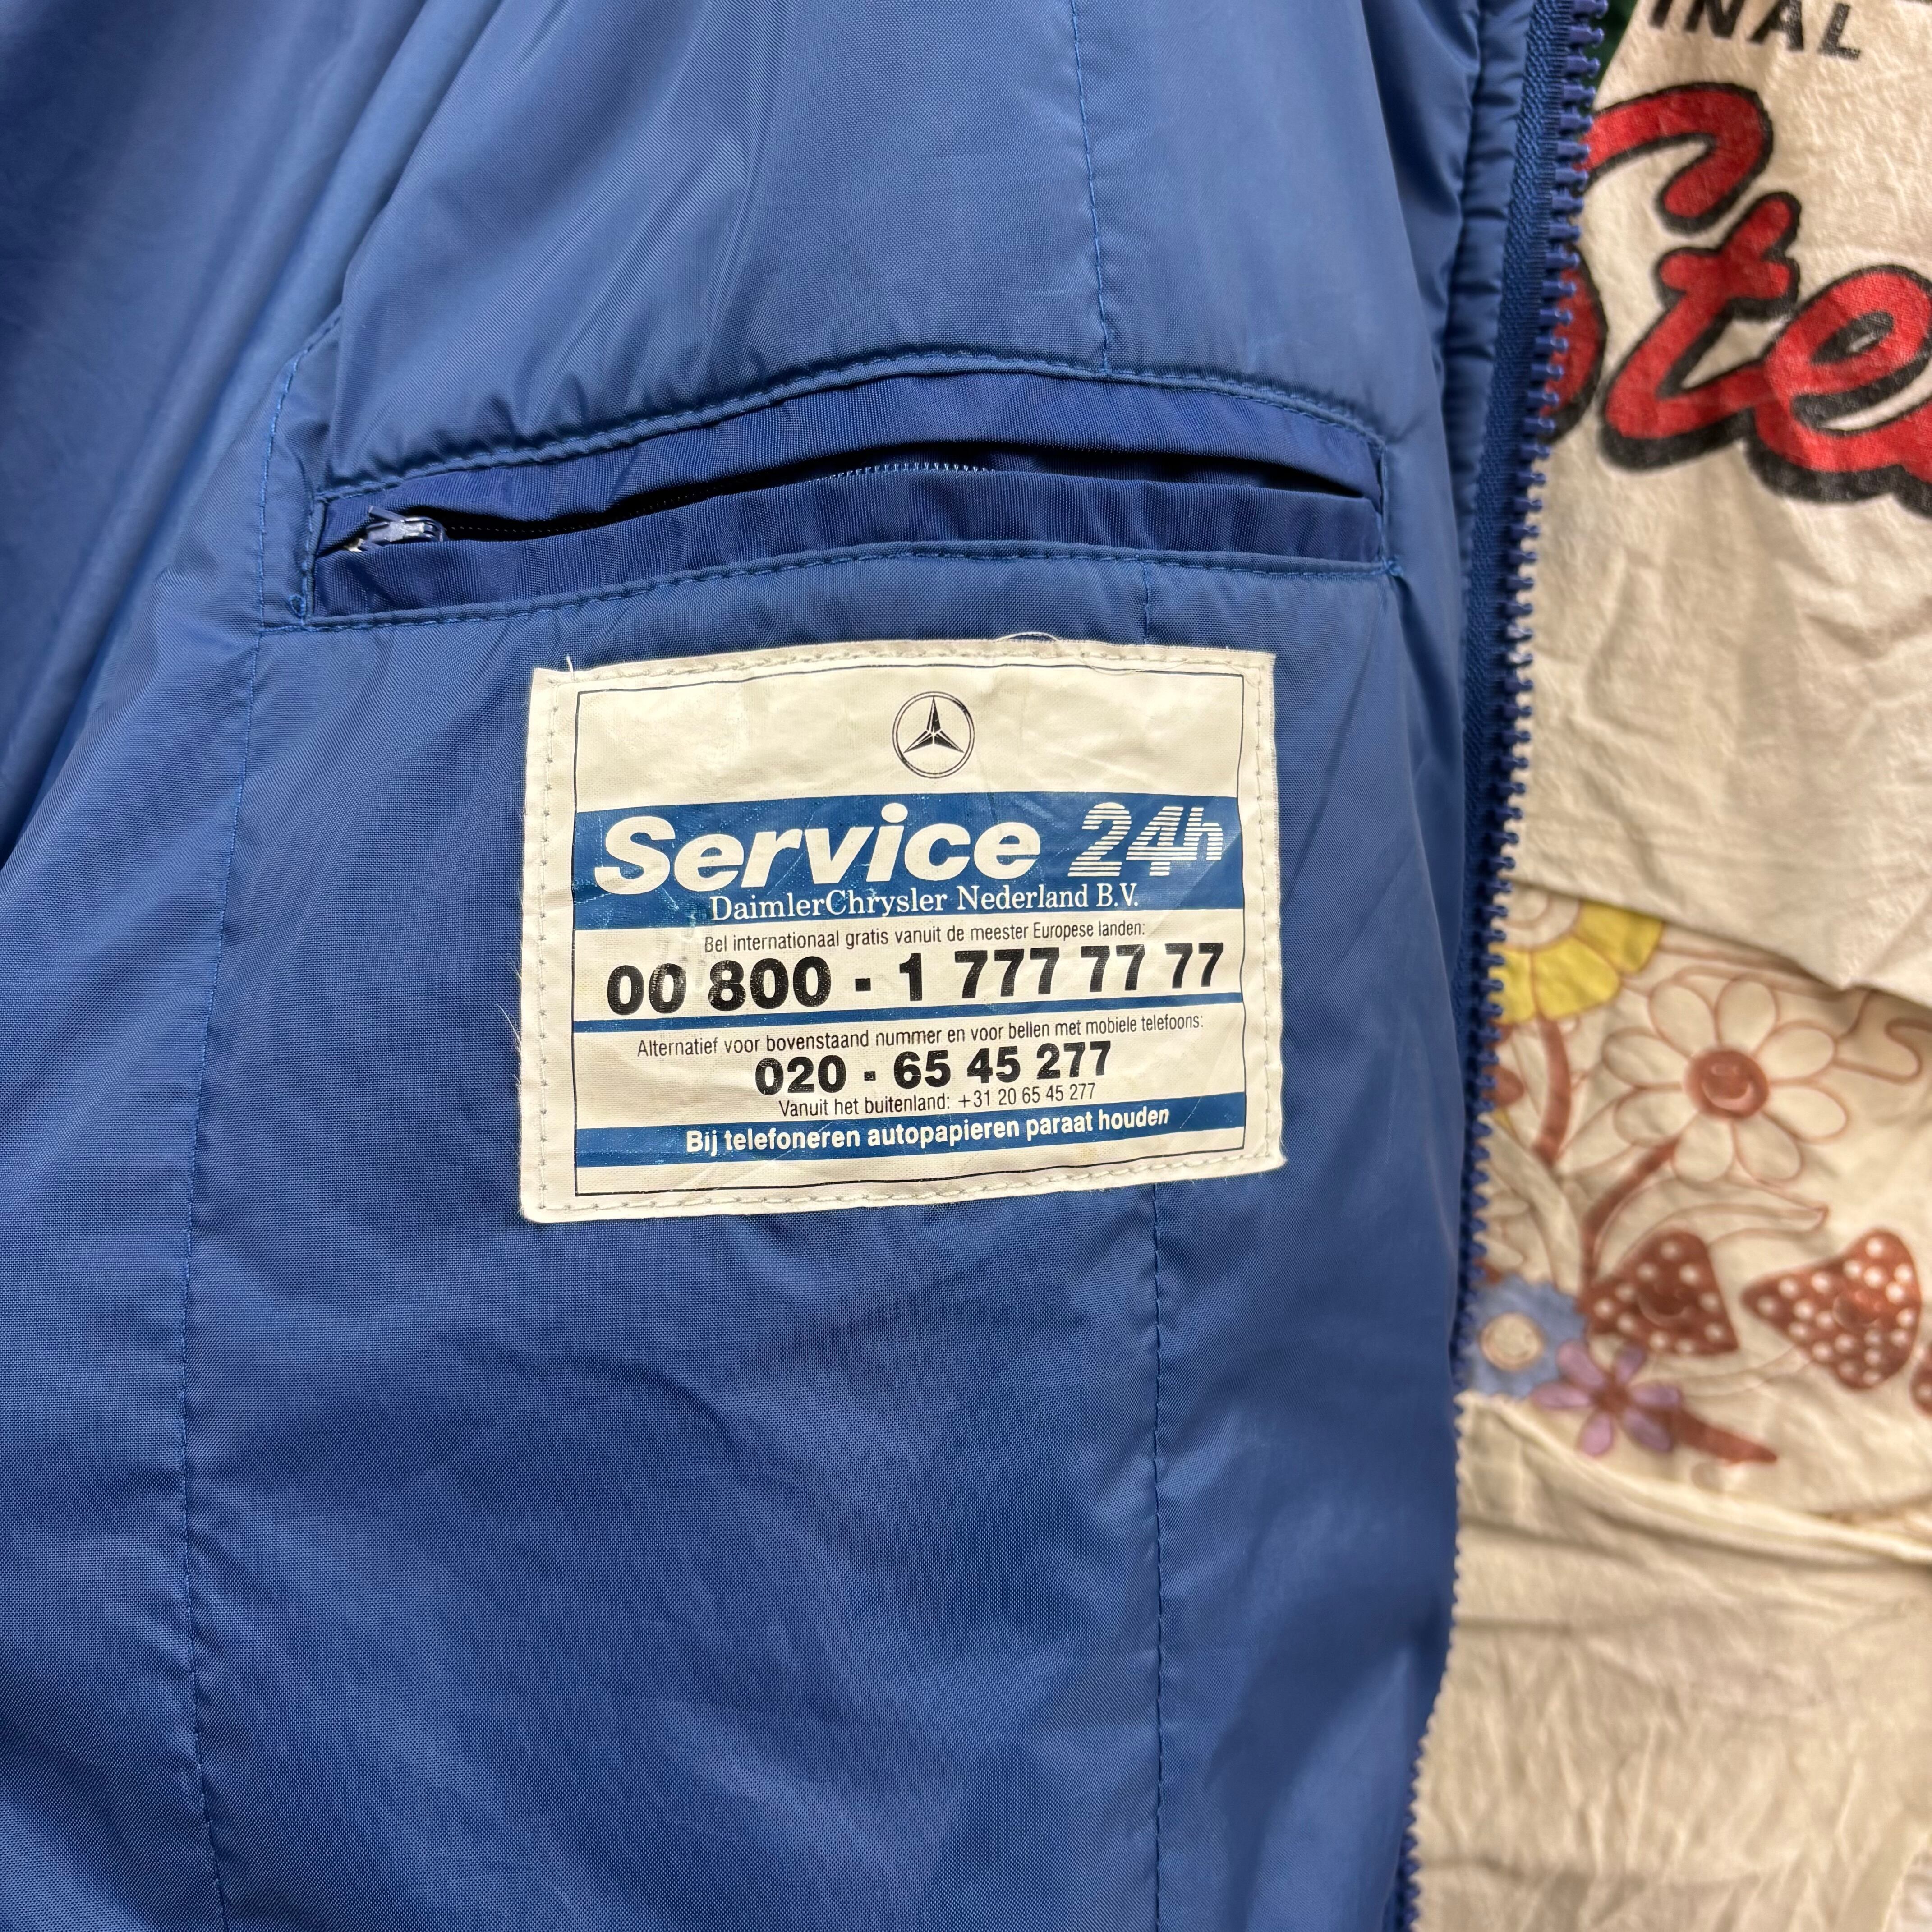 Service 24h
DaimlerChrysler Nederland B.V.
Bel internationaal gratis vanuit de meester Europese landen:
00 800 - 1 777 77 77
Alternatief voor bovenstaand nummer en voor bellen met mobiele telefoons:
020 - 65 45 277
Vanuit het buitenland: +31 20 65 45 277
Bij telefoneren autopapieren paraat houden
INAL
Ste